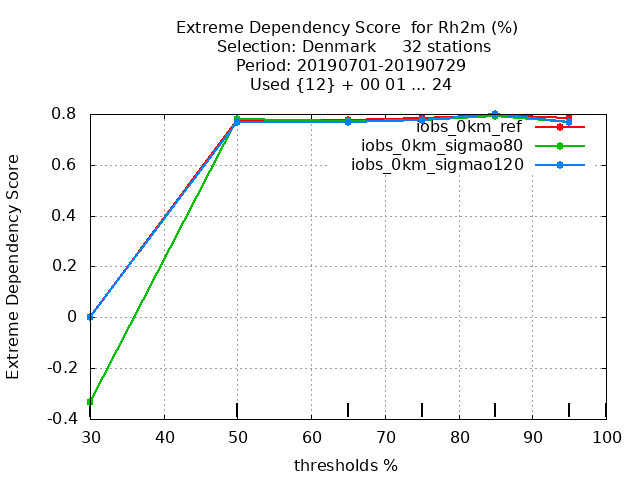 Extreme Dependency Score  for Rh2m (%)
Selection: Denmark     32 stations
Period: 20190701-20190729
Used {12} + 00 01 ... 24
Extreme Dependency Score
0.8
0.6
0.4
0.2
0
-0.2
-0.4
iobs_0km_ref
iobs_0km_sigmao80
iobs_0km_sigmao120
30 40 50 60 70 80 90 100
thresholds %